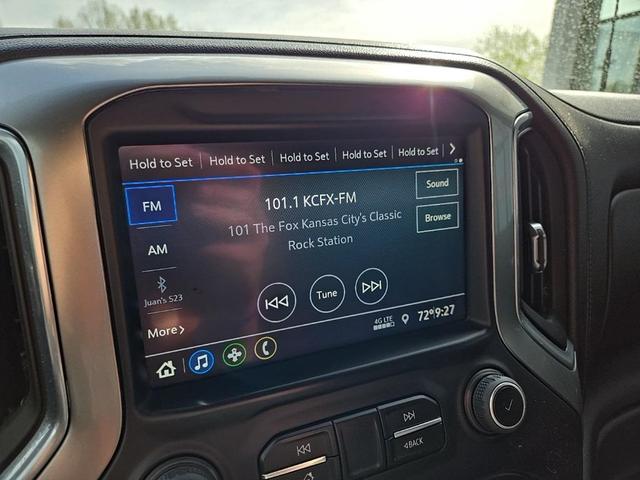 Hold to Set Hold to Set Hold to Set Hold to Set Hold to Set >
FM
101.1 KCFX-FM
Sound
101 The Fox Kansas City's Classic
Rock Station
Browse
AM
Juan's S23
Tune
More>
4G LTE
72° 9:27
BACK